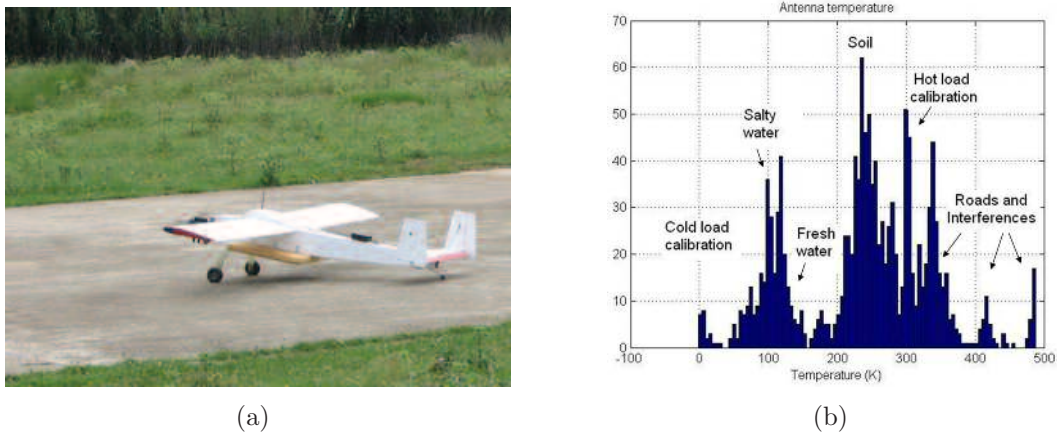 Antenna temperature
70
60
50
40
30
20
10
0
Soil
Hot load
calibration
Salty
water
Roads and
Interferences
Cold load
calibration
Fresh
water
-100
0
100
200
300
400
500
Temperature (K)
(a)
(b)